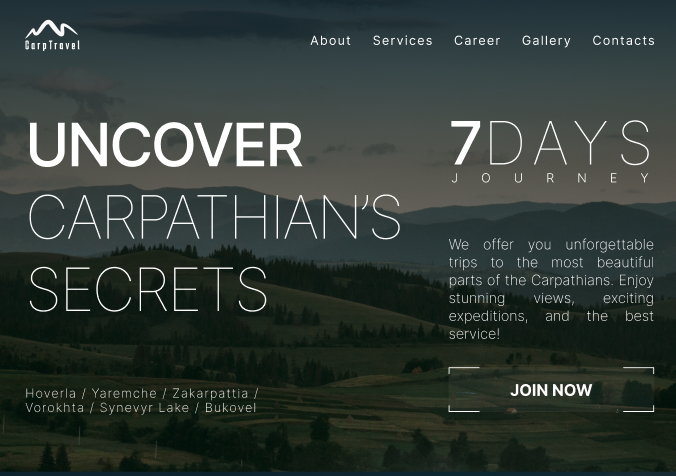 CarpTravel
About Services Career Gallery Contacts
UNCOVER
CARPATHIAN’S
SECRETS
7DAYS
JOURNEY
We offer you unforgettable
trips to the most beautiful
parts of the Carpathians. Enjoy
stunning views, exciting
expeditions, and the best
service!
JOIN NOW
Hoverla / Yaremche / Zakarpattia /
Vorokhta / Synevyr Lake / Bukovel